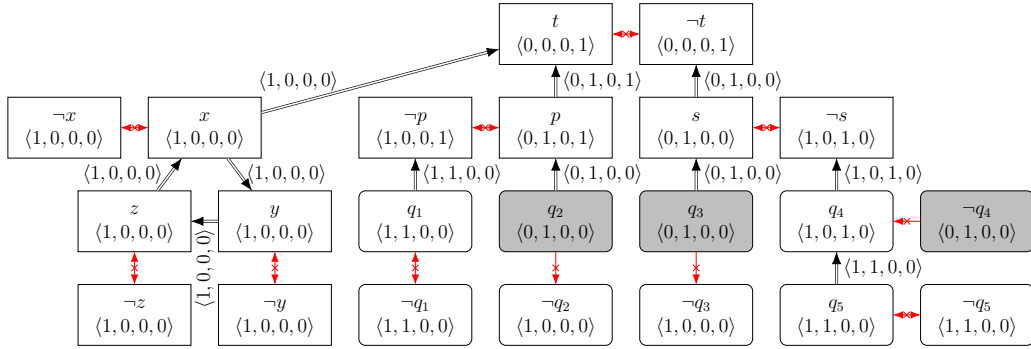 t ¬t
⟨0, 0, 0, 1⟩ ⟨0, 0, 0, 1⟩
⟨1, 0, 0, 0⟩ ⟨0, 1, 0, 1⟩ ⟨0, 1, 0, 0⟩
¬x x ¬p p s ¬s
⟨1, 0, 0, 0⟩ ⟨1, 0, 0, 0⟩ ⟨1, 0, 0, 1⟩ ⟨0, 1, 0, 1⟩ ⟨0, 1, 0, 0⟩ ⟨1, 0, 1, 0⟩
⟨1, 0, 0, 0⟩ ⟨1, 0, 0, 0⟩ ⟨1, 1, 0, 0⟩ ⟨0, 1, 0, 0⟩ ⟨0, 1, 0, 0⟩ ⟨1, 0, 1, 0⟩
z y q₁ q₂ q₃ q₄ ¬q₄
⟨1, 0, 0, 0⟩ ⟨1, 0, 0, 0⟩ ⟨1, 1, 0, 0⟩ ⟨0, 1, 0, 0⟩ ⟨0, 1, 0, 0⟩ ⟨1, 0, 1, 0⟩ ⟨0, 1, 0, 0⟩
⟨1, 0, 0, 0⟩ ⟨1, 1, 0, 0⟩
¬z ¬y ¬q₁ ¬q₂ ¬q₃ q₅ ¬q₅
⟨1, 0, 0, 0⟩ ⟨1, 0, 0, 0⟩ ⟨1, 1, 0, 0⟩ ⟨1, 0, 0, 0⟩ ⟨1, 0, 0, 0⟩ ⟨1, 1, 0, 0⟩ ⟨1, 1, 0, 0⟩